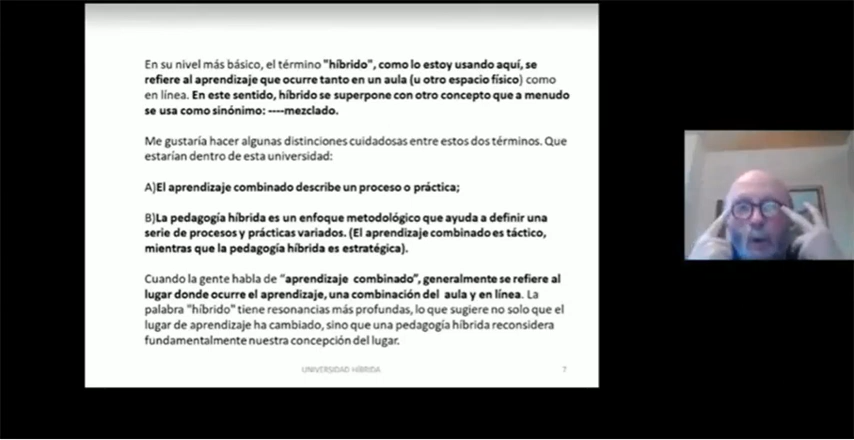 En su nivel más básico, el término "híbrido", como lo estoy usando aquí, se
refiere al aprendizaje que ocurre tanto en un aula (u otro espacio físico) como
en línea. En este sentido, híbrido se superpone con otro concepto que a menudo
se usa como sinónimo: ----mezclado.
Me gustaría hacer algunas distinciones cuidadosas entre estos dos términos. Que
estarían dentro de esta universidad:
A)El aprendizaje combinado describe un proceso o práctica;
B)La pedagogía híbrida es un enfoque metodológico que ayuda a definir una
serie de procesos y prácticas variados. (El aprendizaje combinado es táctico,
mientras que la pedagogía híbrida es estratégica).
Cuando la gente habla de "aprendizaje combinado", generalmente se refiere al
lugar donde ocurre el aprendizaje, una combinación del aula y en línea. La
palabra "híbrido" tiene resonancias más profundas, lo que sugiere no solo que el
lugar de aprendizaje ha cambiado, sino que una pedagogía híbrida reconsidera
fundamentalmente nuestra concepción del lugar.
UNIVERSIDAD HÍBRIDA 7